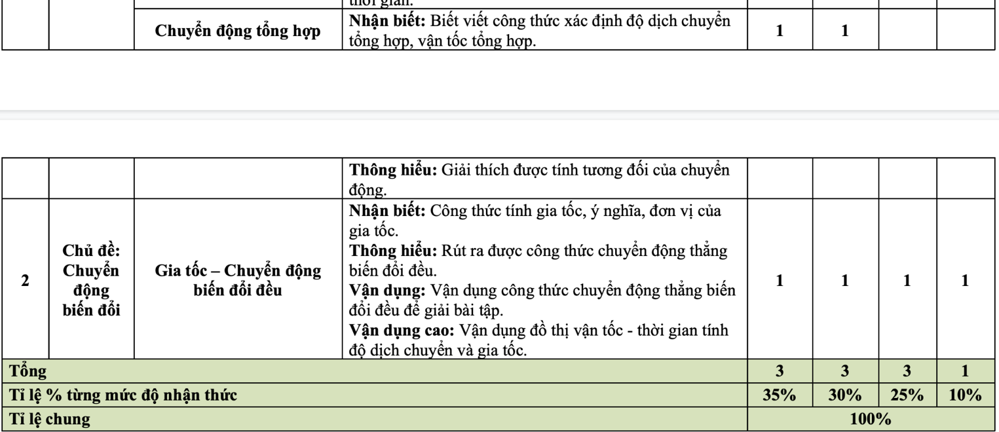 thời gian.
Chuyển động tổng hợp
Nhận biết: Biết viết công thức xác định độ dịch chuyển
tổng hợp, vận tốc tổng hợp.
1 1
Thông hiểu: Giải thích được tính tương đối của chuyển
động.
2
Chủ đề:
Chuyển
động
biến đổi
Gia tốc – Chuyển động
biến đổi đều
Nhận biết: Công thức tính gia tốc, ý nghĩa, đơn vị của
gia tốc.
Thông hiểu: Rút ra được công thức chuyển động thẳng
biến đổi đều.
Vận dụng: Vận dụng công thức chuyển động thẳng biến
đổi đều để giải bài tập.
Vận dụng cao: Vận dụng đồ thị vận tốc - thời gian tính
độ dịch chuyển và gia tốc.
1 1 1 1
Tổng 3 3 3 1
Tỉ lệ % từng mức độ nhận thức 35% 30% 25% 10%
Tỉ lệ chung 100%